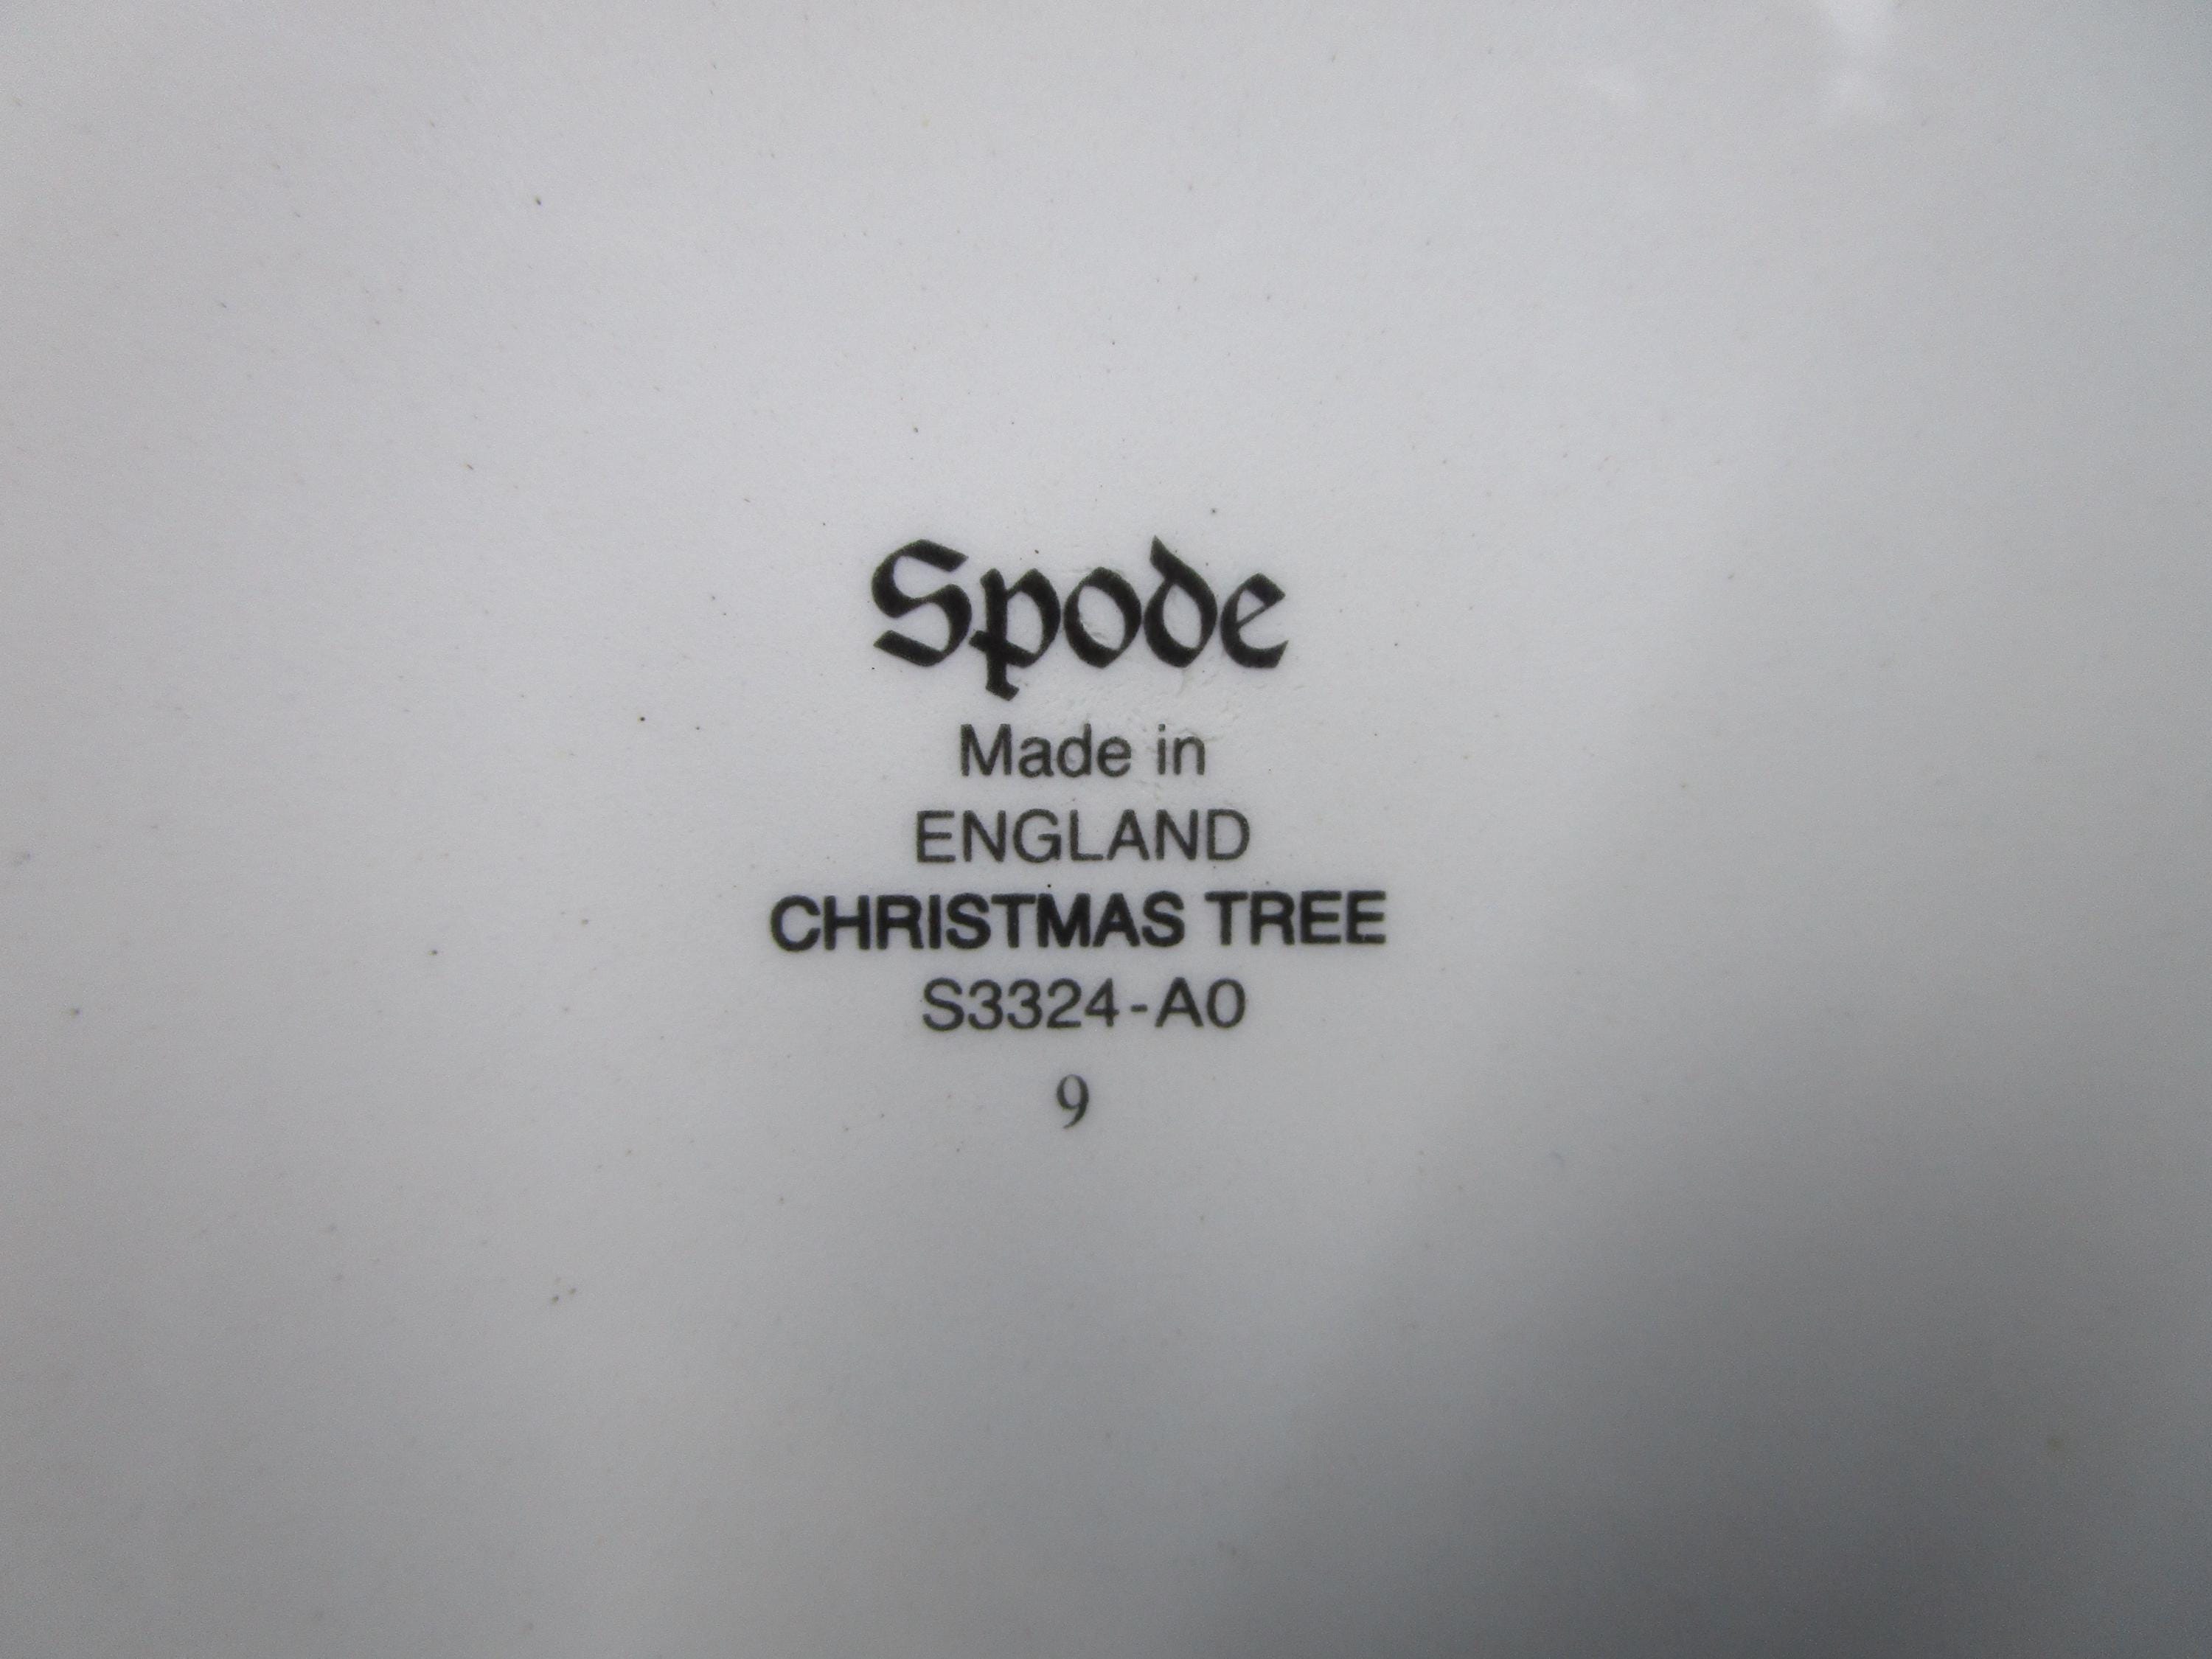 Spode
Made in
ENGLAND
CHRISTMAS TREE
S3324-A0
9